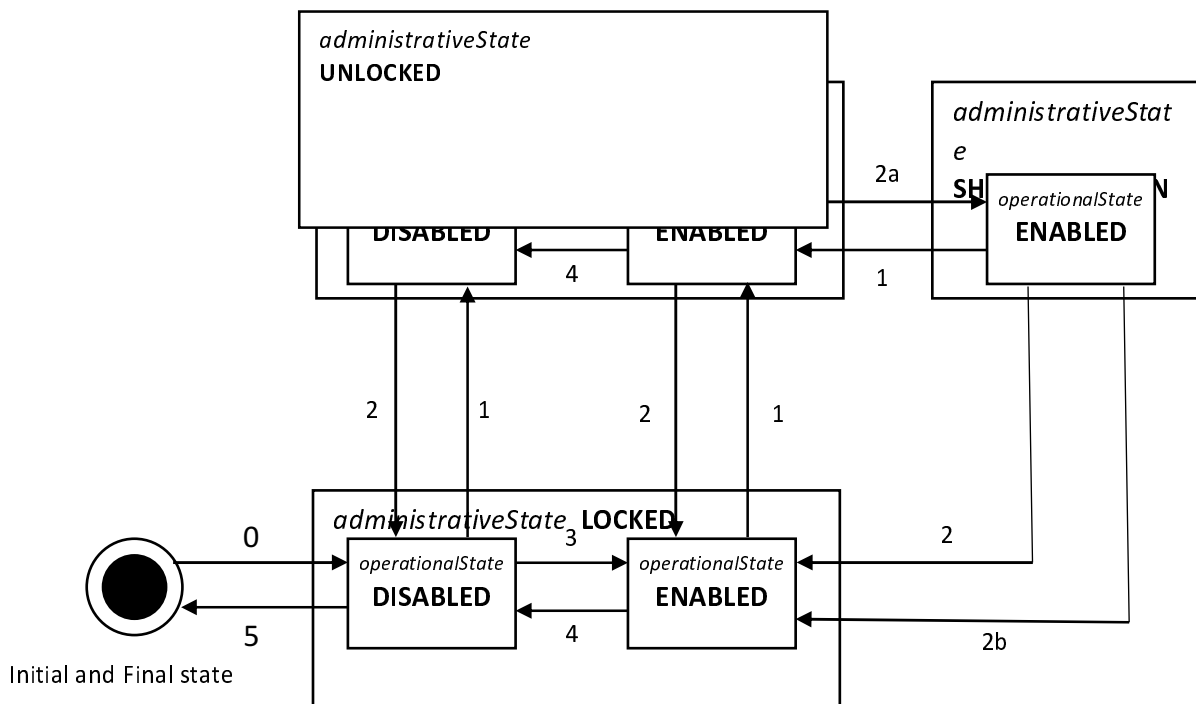 administrativeState
UNLOCKED
administrativeStat
e
SH N
2a
operationalState
ENABLED
DISABLED
ENABLED
4
1
2
1
2
1
administrativeState LOCKED
0
3
2
operationalState
DISABLED
operationalState
ENABLED
5
4
2b
Initial and Final state